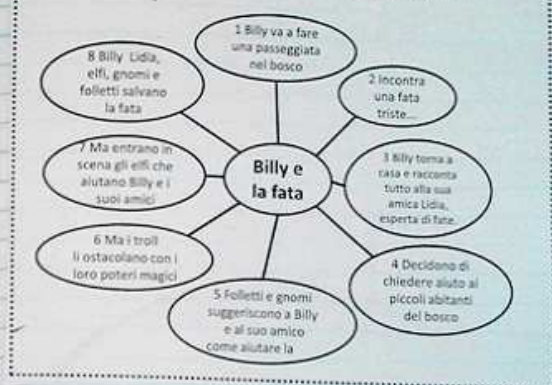 1 Billy va a fare
una passeggiata
nel bosco
2 Incontra
una fata
triste...
3 Billy torna a
casa e racconta
tutto alla sua
amica Lidia,
esperta di fate.
4 Decidono di
chiedere aiuto ai
piccoli abitanti
del bosco
5 Folletti e gnomi
suggeriscono a Billy
e al suo amico
come aiutare la
6 Ma i troll
li ostacolano con i
loro poteri magici
7 Ma entrano in
scena gli elfi che
aiutano Billy e i
suoi amici
8 Billy Lidia,
elfi, gnomi e
folletti salvano
la fata
Billy e
la fata